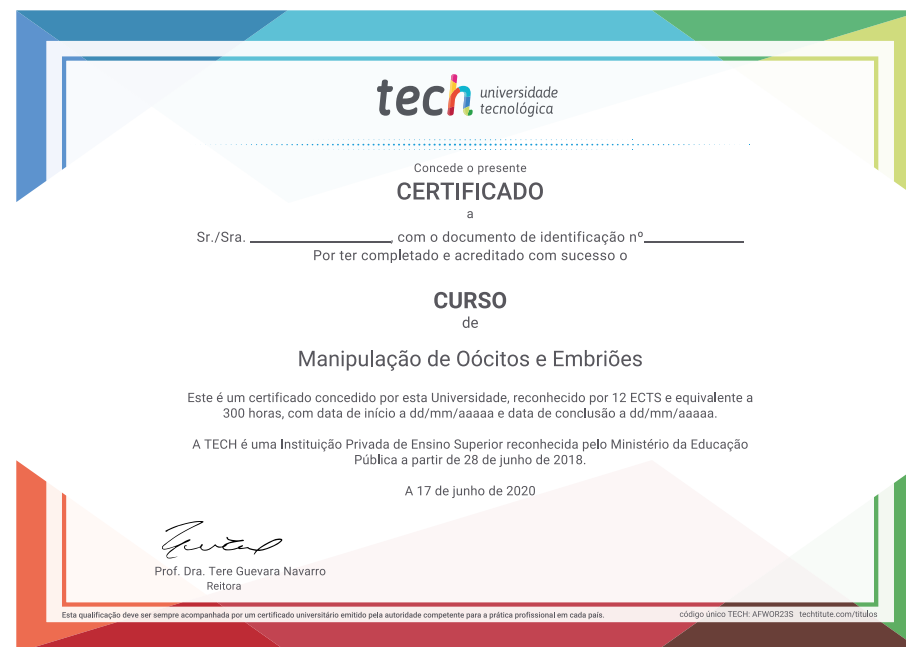 tech universidade
tecnológica
Concede o presente
CERTIFICADO
a
Sr./Sra. ________________, com o documento de identificação nº____________
Por ter completado e acreditado com sucesso o
CURSO
de
Manipulação de Oócitos e Embriões
Este é um certificado concedido por esta Universidade, reconhecido por 12 ECTS e equivalente a
300 horas, com data de início a dd/mm/aaaaa e data de conclusão a dd/mm/aaaaa.
A TECH é uma Instituição Privada de Ensino Superior reconhecida pelo Ministério da Educação
Pública a partir de 28 de junho de 2018.
A 17 de junho de 2020
Prof. Dra. Tere Guevara Navarro
Reitora
Esta qualificação deve ser sempre acompanhada por um certificado universitário emitido pela autoridade competente para a prática profissional em cada país.
código único TECH: AFWOR23S techtitute.com/titulos